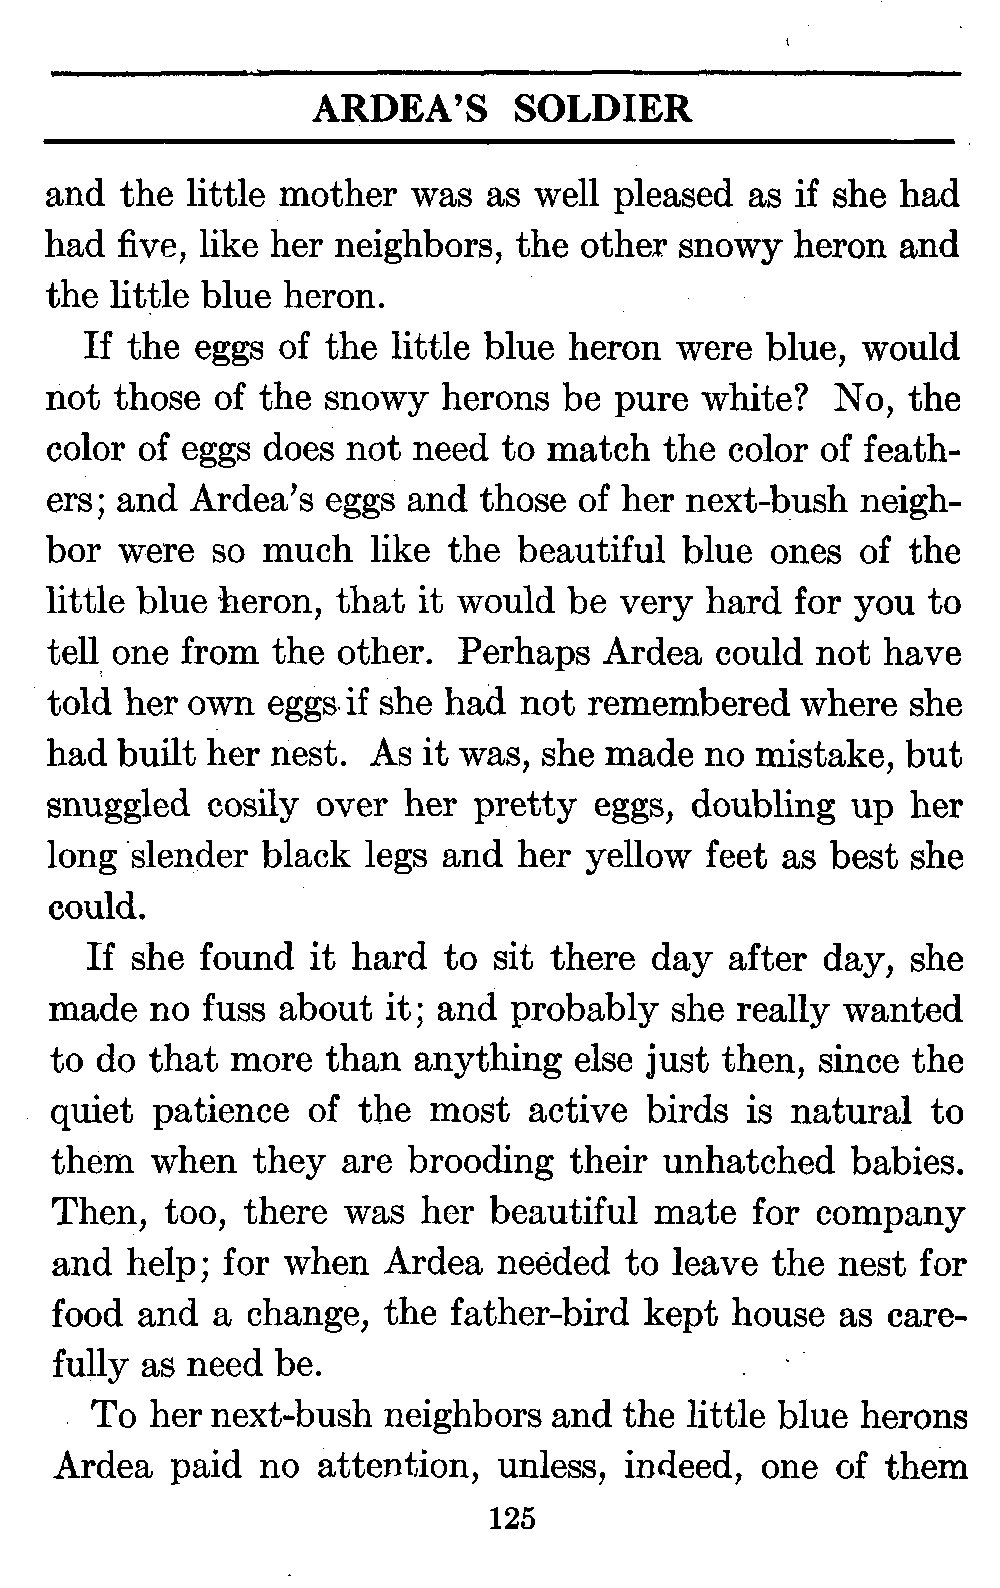 ARDEA'S SOLDIER
and the little mother was as well pleased as if she had
had five, like her neighbors, the other snowy heron and
the little blue heron.
If the eggs of the little blue heron were blue, would
not those of the snowy herons be pure white? No, the
color of eggs does not need to match the color of feath-
ers; and Ardea's eggs and those of her next-bush neigh-
bor were so much like the beautiful blue ones of the
little blue heron, that it would be very hard for you to
tell one from the other. Perhaps Ardea could not have
told her own eggs if she had not remembered where she
had built her nest. As it was, she made no mistake, but
snuggled cosily over her pretty eggs, doubling up her
long slender black legs and her yellow feet as best she
could.
If she found it hard to sit there day after day, she
made no fuss about it; and probably she really wanted
to do that more than anything else just then, since the
quiet patience of the most active birds is natural to
them when they are brooding their unhatched babies.
Then, too, there was her beautiful mate for company
and help; for when Ardea needed to leave the nest for
food and a change, the father-bird kept house as care-
fully as need be.
To her next-bush neighbors and the little blue herons
Ardea paid no attention, unless, indeed, one of them
125